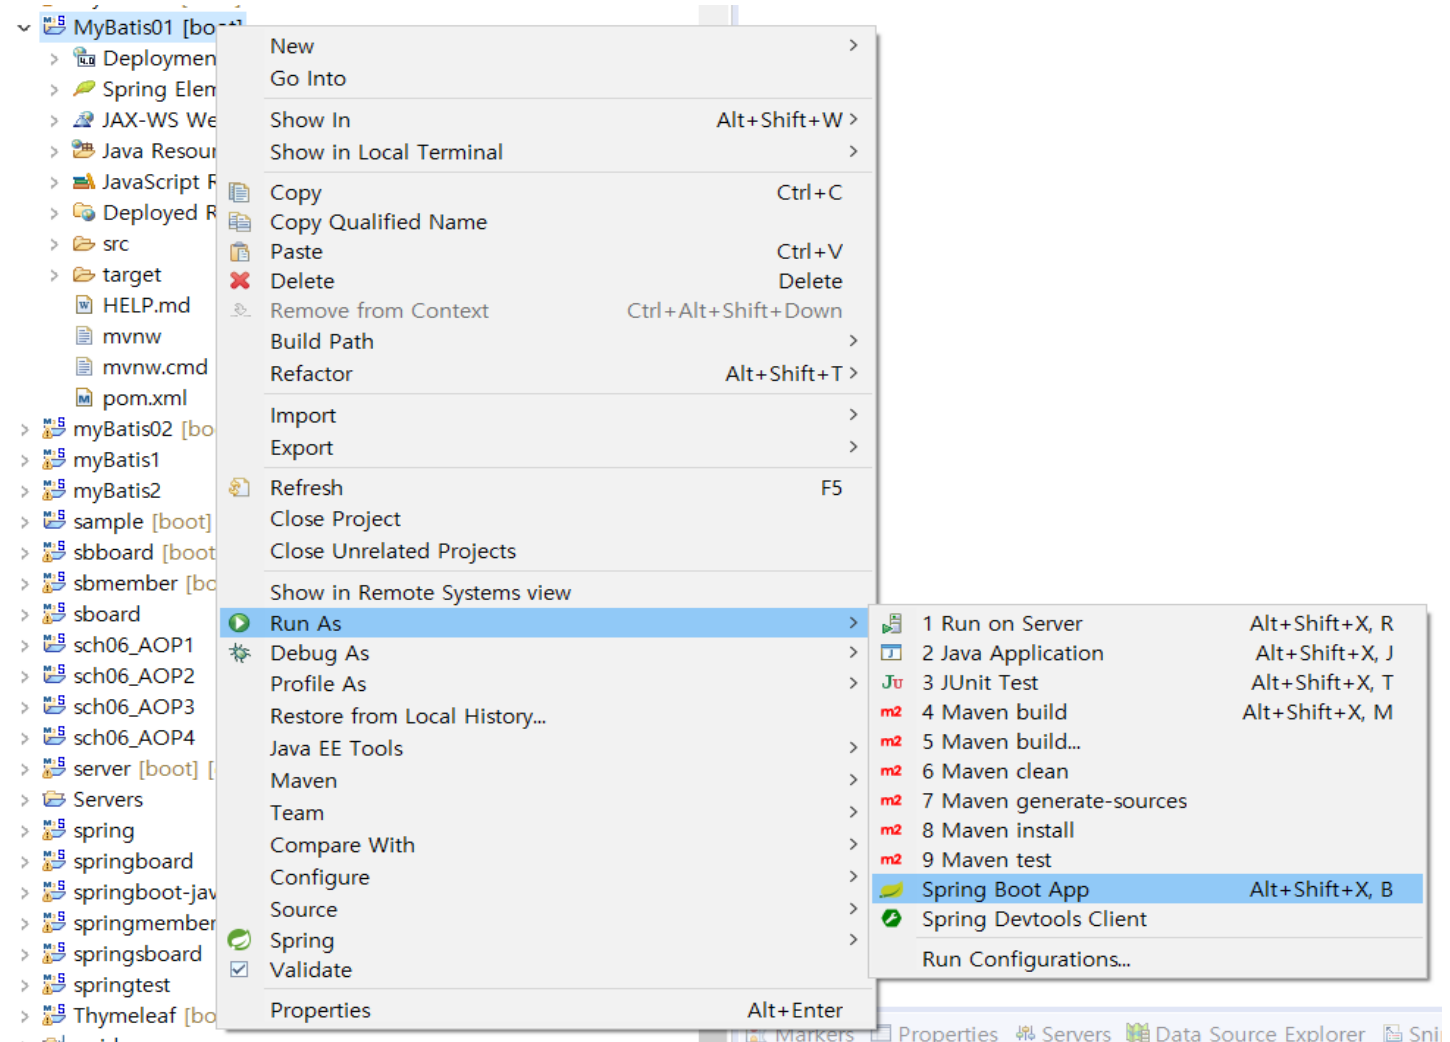 MyBatis01 [boot]
Deploymen
Spring Elem
JAX-WS We
Java Resour
JavaScript R
Deployed R
src
target
HELP.md
mvnw
mvnw.cmd
pom.xml
myBatis02 [bo
myBatis1
myBatis2
sample [boot]
sbboard [boot
sbmember [bo
sboard
sch06_AOP1
sch06_AOP2
sch06_AOP3
sch06_AOP4
server [boot] [
Servers
spring
springboard
springboot-jav
springmember
springsboard
springtest
Thymeleaf [bo
New
Go Into
Show In Alt+Shift+W
Show in Local Terminal
Copy Ctrl+C
Copy Qualified Name
Paste Ctrl+V
Delete Delete
Remove from Context Ctrl+Alt+Shift+Down
Build Path
Refactor Alt+Shift+T
Import
Export
Refresh F5
Close Project
Close Unrelated Projects
Show in Remote Systems view
Run As
Debug As
Profile As
Restore from Local History...
Java EE Tools
Maven
Team
Compare With
Configure
Source
Spring
Validate
Properties Alt+Enter
1 Run on Server Alt+Shift+X, R
2 Java Application Alt+Shift+X, J
3 JUnit Test Alt+Shift+X, T
4 Maven build Alt+Shift+X, M
5 Maven build...
6 Maven clean
7 Maven generate-sources
8 Maven install
9 Maven test
Spring Boot App Alt+Shift+X, B
Spring Devtools Client
Run Configurations...
Markers Properties Servers Data Source Explorer Sni